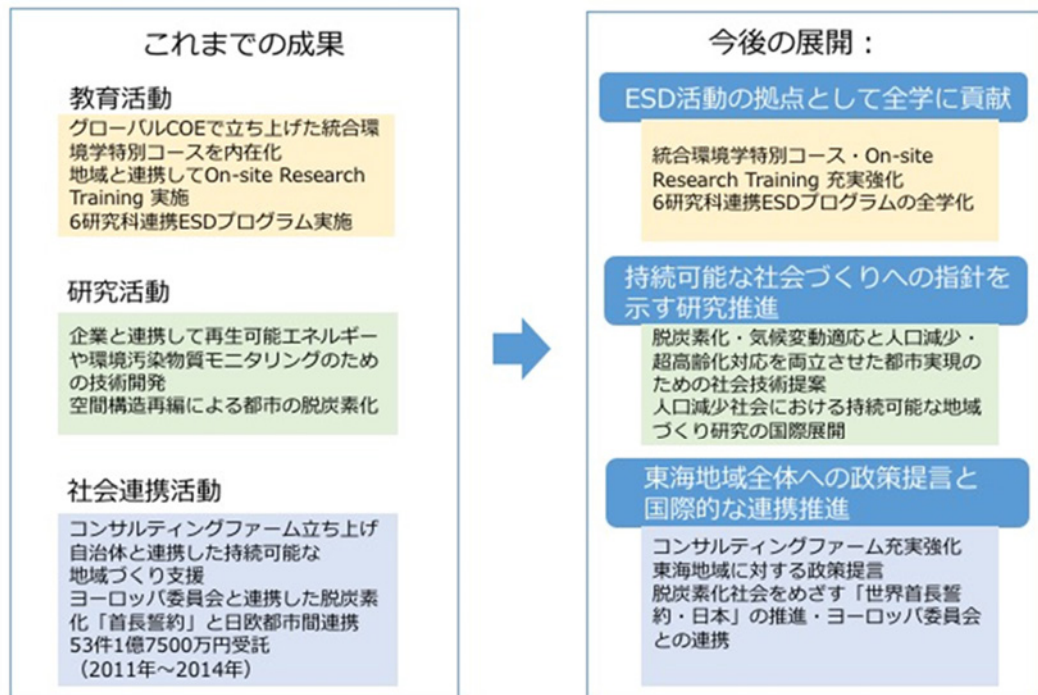 これまでの成果
教育活動
グローバルCOEで立ち上げた統合環
境学特別コースを内在化
地域と連携してOn-site Research
Training 実施
6研究科連携ESDプログラム実施
研究活動
企業と連携して再生可能エネルギー
や環境汚染物質モニタリングのため
の技術開発
空間構造再編による都市の脱炭素化
社会連携活動
コンサルティングファーム立ち上げ
自治体と連携した持続可能な
地域づくり支援
ヨーロッパ委員会と連携した脱炭素
化「首長誓約」と日欧都市間連携
53件1億7500万円受託
（2011年～2014年）
今後の展開：
ESD活動の拠点として全学に貢献
統合環境学特別コース・On-site
Research Training 充実強化
6研究科連携ESDプログラムの全学化
持続可能な社会づくりへの指針を
示す研究推進
脱炭素化・気候変動適応と人口減少・
超高齢化対応を両立させた都市実現の
ための社会技術提案
人口減少社会における持続可能な地域
づくり研究の国際展開
東海地域全体への政策提言と
国際的な連携推進
コンサルティングファーム充実強化
東海地域に対する政策提言
脱炭素化社会をめざす「世界首長誓
約・日本」の推進・ヨーロッパ委員会
との連携